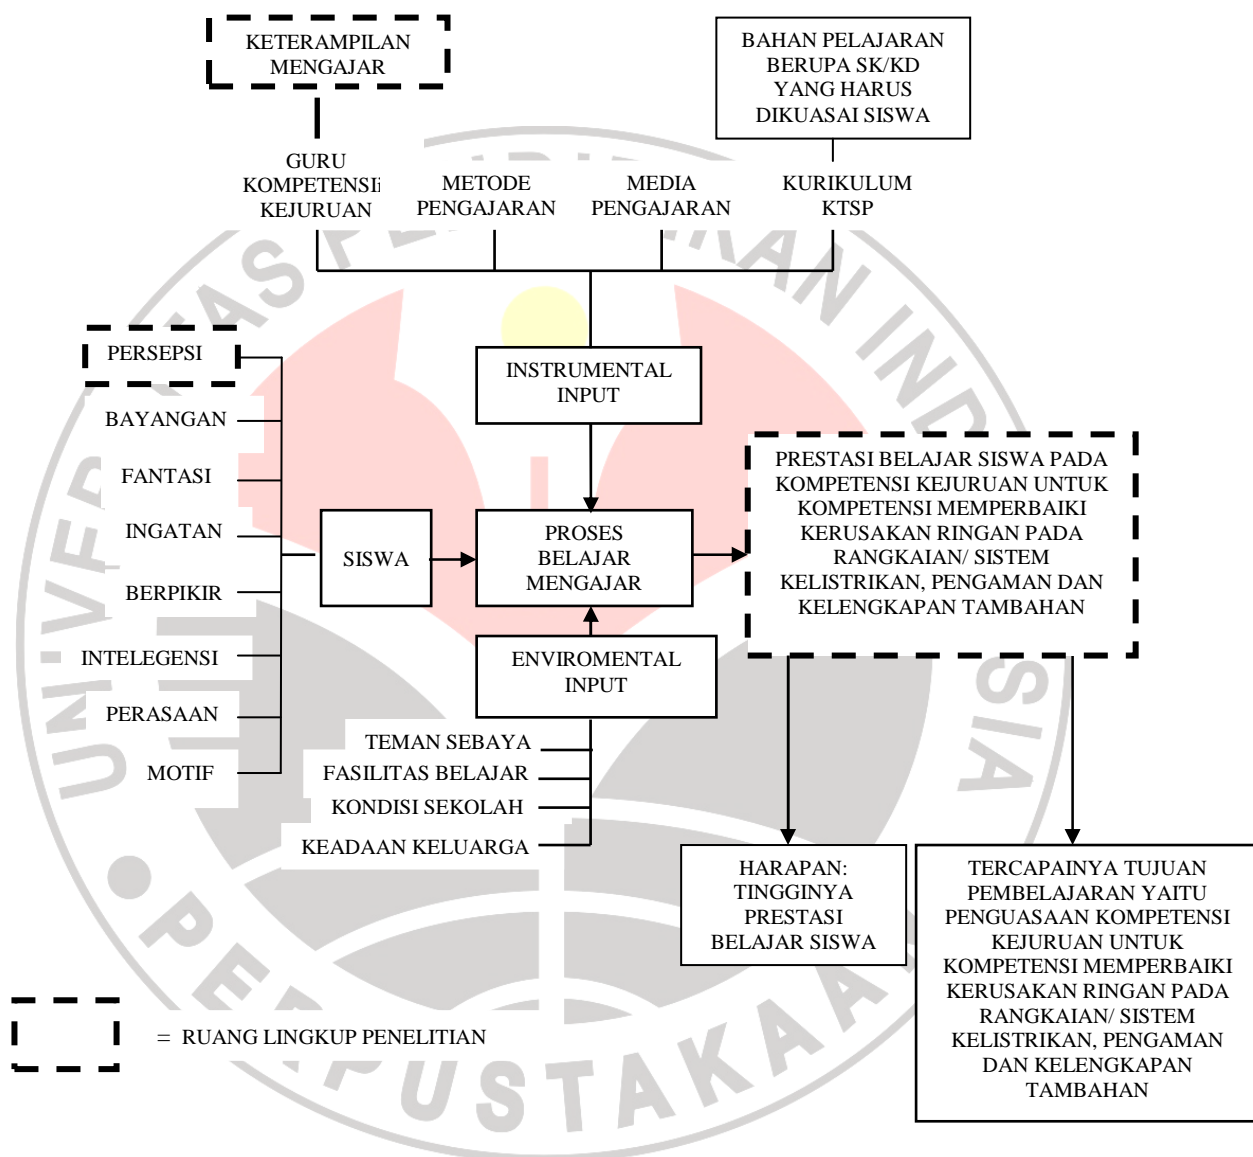 KETERAMPILAN
MENGAJAR
BAHAN PELAJARAN
BERUPA SK/KD
YANG HARUS
DIKUASAI SISWA
GURU
KOMPETENSI
KEJURUAN
METODE
PENGAJARAN
MEDIA
PENGAJARAN
KURIKULUM
KTSP
INSTRUMENTAL
INPUT
PERSEPSI
BAYANGAN
FANTASI
INGATAN
BERPIKIR
INTELEGENSI
PERASAAN
MOTIF
SISWA
PROSES
BELAJAR
MENGAJAR
PRESTASI BELAJAR SISWA PADA
KOMPETENSI KEJURUAN UNTUK
KOMPETENSI MEMPERBAIKI
KERUSAKAN RINGAN PADA
RANGKAIAN/ SISTEM
KELISTRIKAN, PENGAMAN DAN
KELENGKAPAN TAMBAHAN
ENVIROMENTAL
INPUT
TEMAN SEBAYA
FASILITAS BELAJAR
KONDISI SEKOLAH
KEADAAN KELUARGA
HARAPAN:
TINGGINYA
PRESTASI
BELAJAR SISWA
TERCAPAINYA TUJUAN
PEMBELAJARAN YAITU
PENGUASAAN KOMPETENSI
KEJURUAN UNTUK
KOMPETENSI MEMPERBAIKI
KERUSAKAN RINGAN PADA
RANGKAIAN/ SISTEM
KELISTRIKAN, PENGAMAN
DAN KELENGKAPAN
TAMBAHAN
= RUANG LINGKUP PENELITIAN